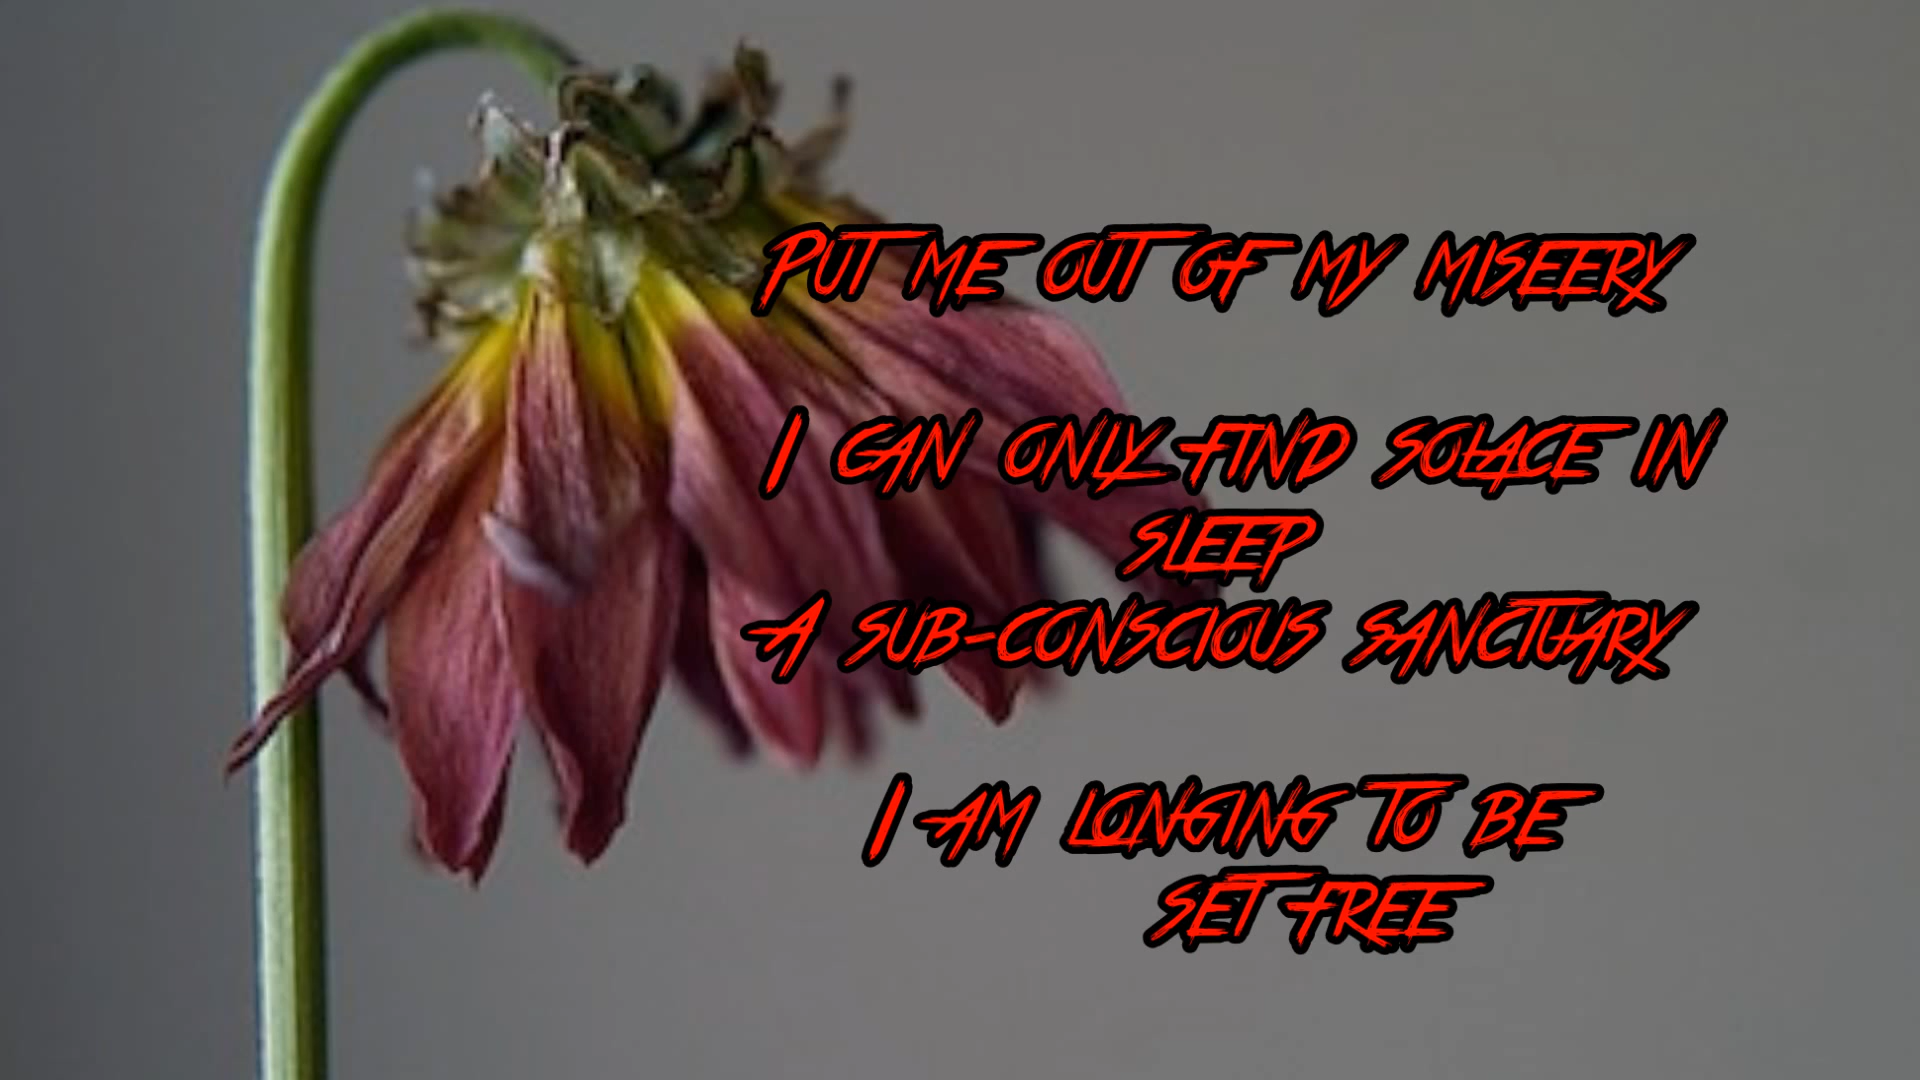 PUT ME OUT OF MY MISEERY
I CAN ONLY FIND SOLACE IN
SLEEP
A SUB-CONSCIOUS SANCTUARY
I AM LONGING TO BE
SET FREE